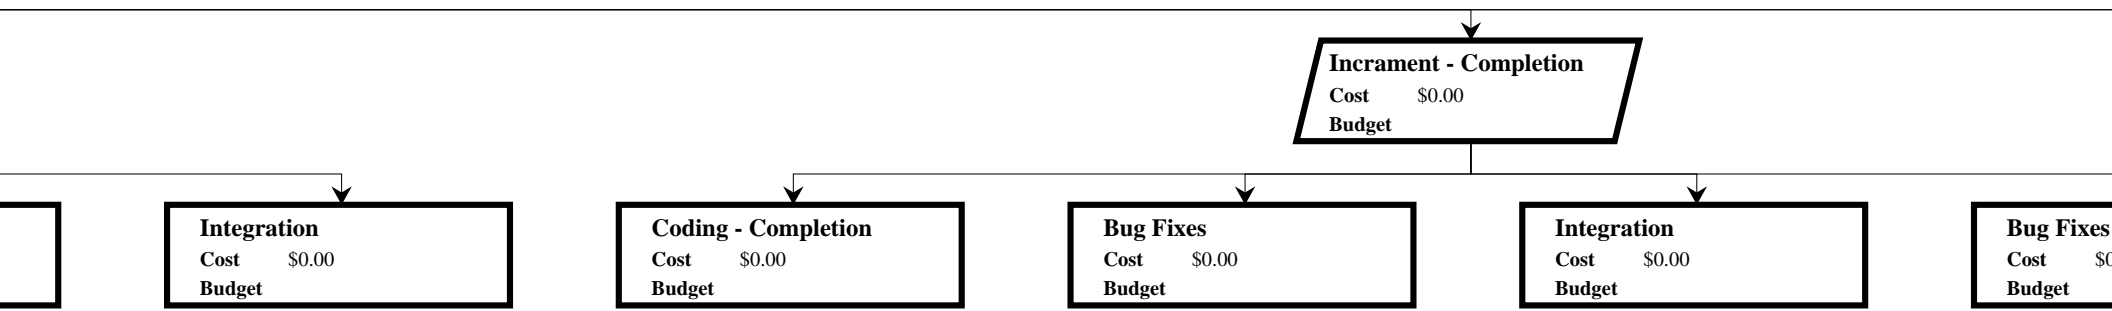 Incrament - Completion
Cost $0.00
Budget
Integration
Cost $0.00
Budget
Coding - Completion
Cost $0.00
Budget
Bug Fixes
Cost $0.00
Budget
Integration
Cost $0.00
Budget
Bug Fixes
Cost
Budget